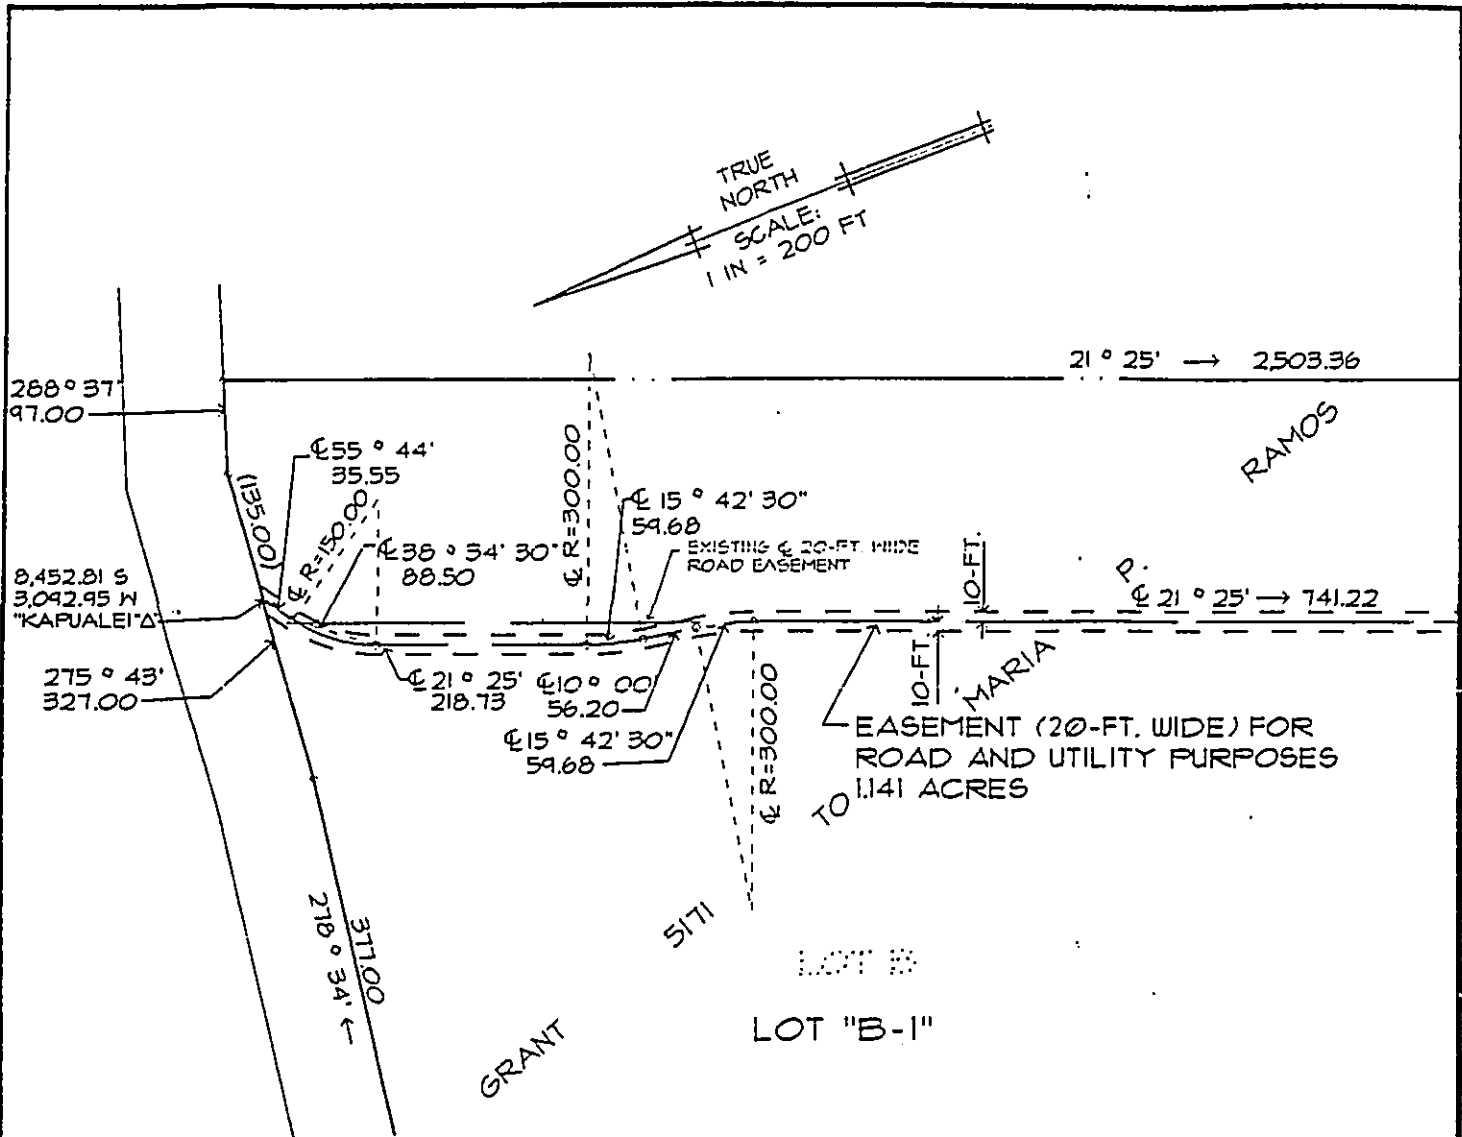 TRUE
NORTH
SCALE:
1 IN = 200 FT
21° 25' → 2,503.36
288° 37'
97.00
RAMOS
℄ 55° 44'
35.55
(135.00)
℄ R=150.00
℄ 38° 34' 30"
88.50
℄ R=300.00
℄ 15° 42' 30"
59.68
EXISTING ℄ 20-FT. WIDE
ROAD EASEMENT
10-FT.
P.
℄ 21° 25' → 741.22
8,452.81 S
3,092.95 W
"KAPUALEI" Δ
275° 43'
327.00
℄ 21° 25'
218.73
℄ 10° 00'
56.20
℄ 15° 42' 30"
59.68
℄ R=300.00
10-FT.
MARIA
EASEMENT (20-FT. WIDE) FOR
ROAD AND UTILITY PURPOSES
1.141 ACRES
TO
377.00
278° 34' ←
5171
LOT B
LOT "B-1"
GRANT